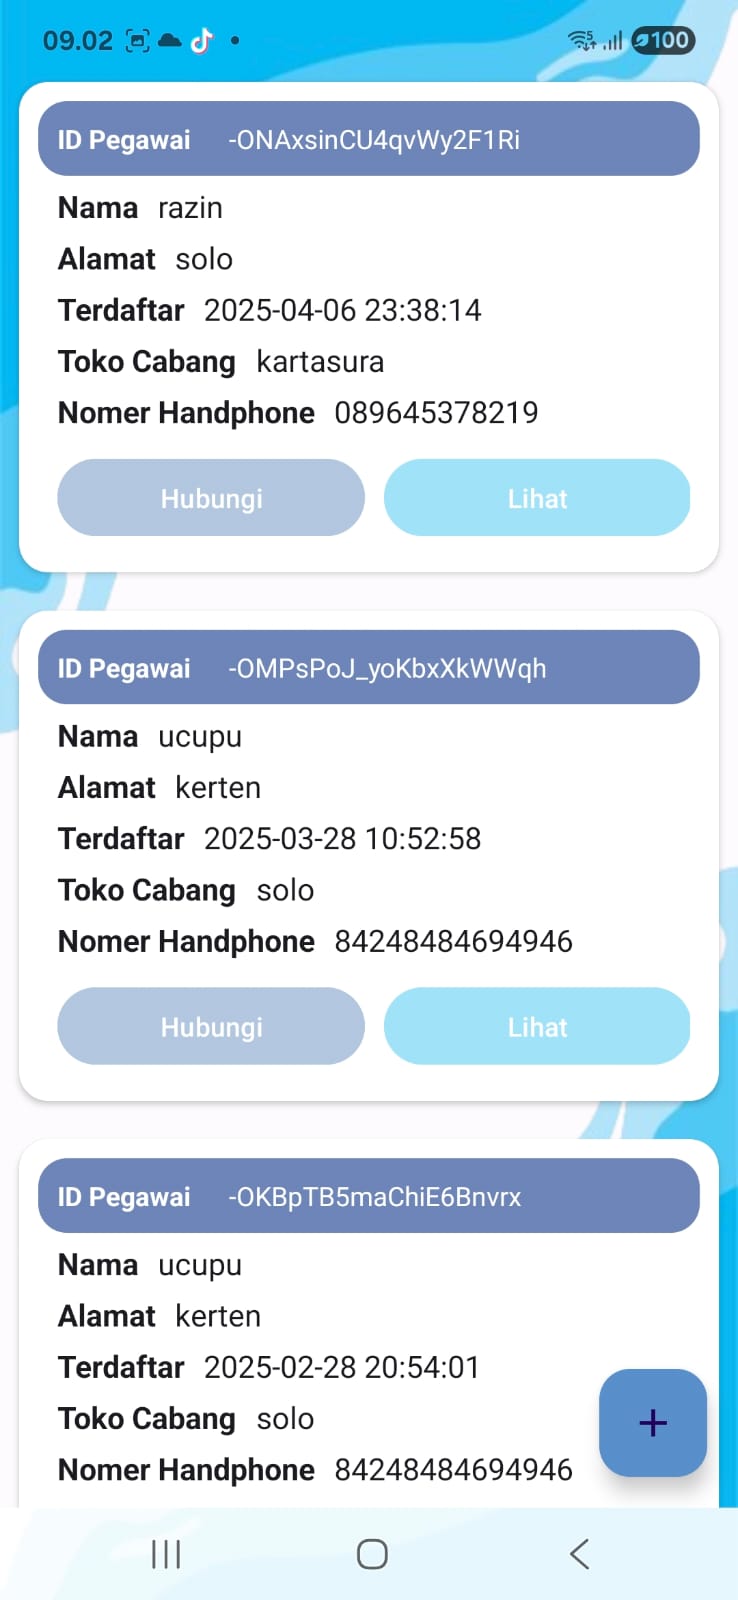 09.02
100
ID Pegawai -ONAxsinCU4qvWy2F1Ri
Nama razin
Alamat solo
Terdaftar 2025-04-06 23:38:14
Toko Cabang kartasura
Nomer Handphone 089645378219
Hubungi Lihat
ID Pegawai -OMPsPoJ_yoKbxXkWWqh
Nama ucupu
Alamat kerten
Terdaftar 2025-03-28 10:52:58
Toko Cabang solo
Nomer Handphone 84248484694946
Hubungi Lihat
ID Pegawai -OKBpTB5maChiE6Bnvrx
Nama ucupu
Alamat kerten
Terdaftar 2025-02-28 20:54:01
Toko Cabang solo
Nomer Handphone 84248484694946
+